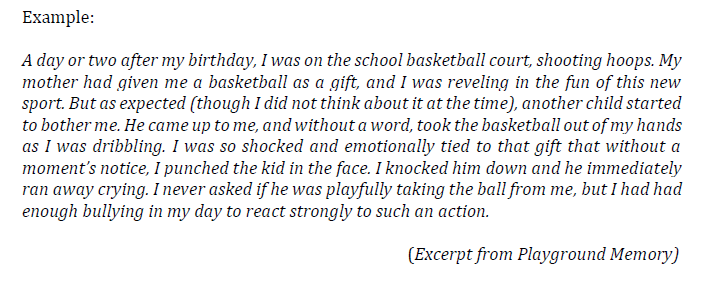 Example:
A day or two after my birthday, I was on the school basketball court, shooting hoops. My
mother had given me a basketball as a gift, and I was reveling in the fun of this new
sport. But as expected (though I did not think about it at the time), another child started
to bother me. He came up to me, and without a word, took the basketball out of my hands
as I was dribbling. I was so shocked and emotionally tied to that gift that without a
moment’s notice, I punched the kid in the face. I knocked him down and he immediately
ran away crying. I never asked if he was playfully taking the ball from me, but I had had
enough bullying in my day to react strongly to such an action.
(Excerpt from Playground Memory)